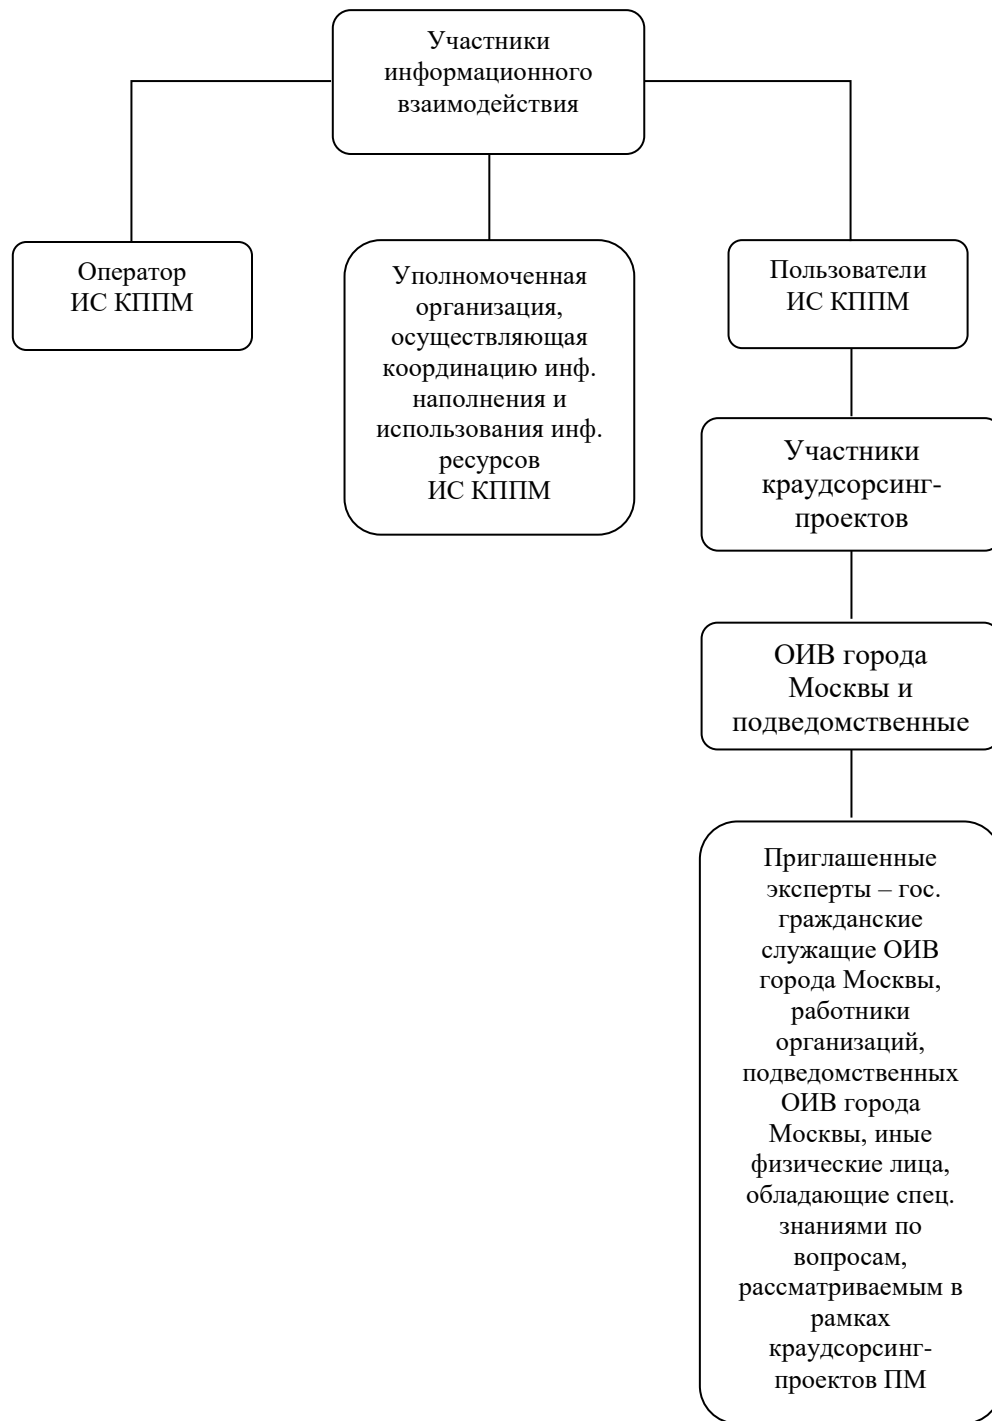 Участники
информационного
взаимодействия
Оператор
ИС КППМ
Уполномоченная
организация,
осуществляющая
координацию инф.
наполнения и
использования инф.
ресурсов
ИС КППМ
Пользователи
ИС КППМ
Участники
краудсорсинг-
проектов
ОИВ города
Москвы и
подведомственные
Приглашенные
эксперты – гос.
гражданские
служащие ОИВ
города Москвы,
работники
организаций,
подведомственных
ОИВ города
Москвы, иные
физические лица,
обладающие спец.
знаниями по
вопросам,
рассматриваемым в
рамках
краудсорсинг-
проектов ПМ